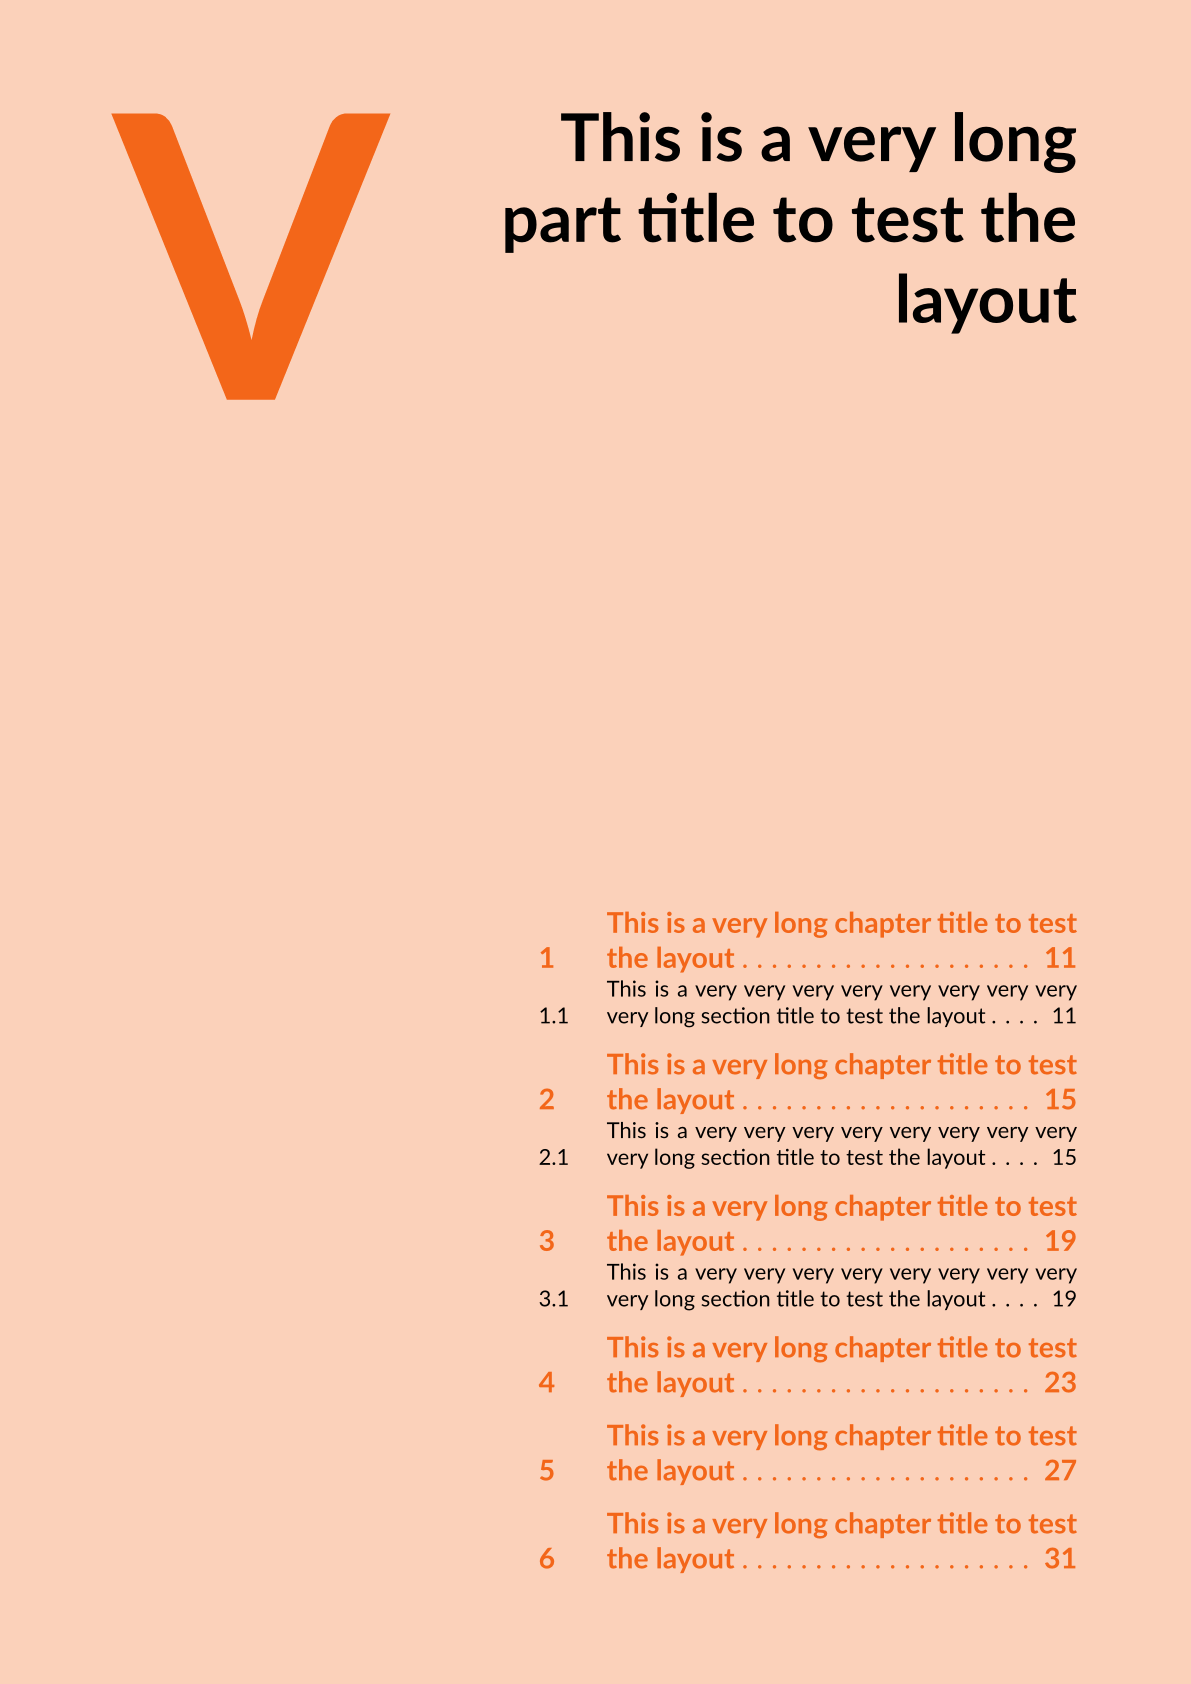 V
This is a very long
part title to test the
layout
This is a very long chapter title to test
1 the layout . . . . . . . . . . . . . . . . . . . . 11
This is a very very very very very very very very
1.1 very long section title to test the layout . . . . 11
This is a very long chapter title to test
2 the layout . . . . . . . . . . . . . . . . . . . . 15
This is a very very very very very very very very
2.1 very long section title to test the layout . . . . 15
This is a very long chapter title to test
3 the layout . . . . . . . . . . . . . . . . . . . . 19
This is a very very very very very very very very
3.1 very long section title to test the layout . . . . 19
This is a very long chapter title to test
4 the layout . . . . . . . . . . . . . . . . . . . . 23
This is a very long chapter title to test
5 the layout . . . . . . . . . . . . . . . . . . . . 27
This is a very long chapter title to test
6 the layout . . . . . . . . . . . . . . . . . . . . 31